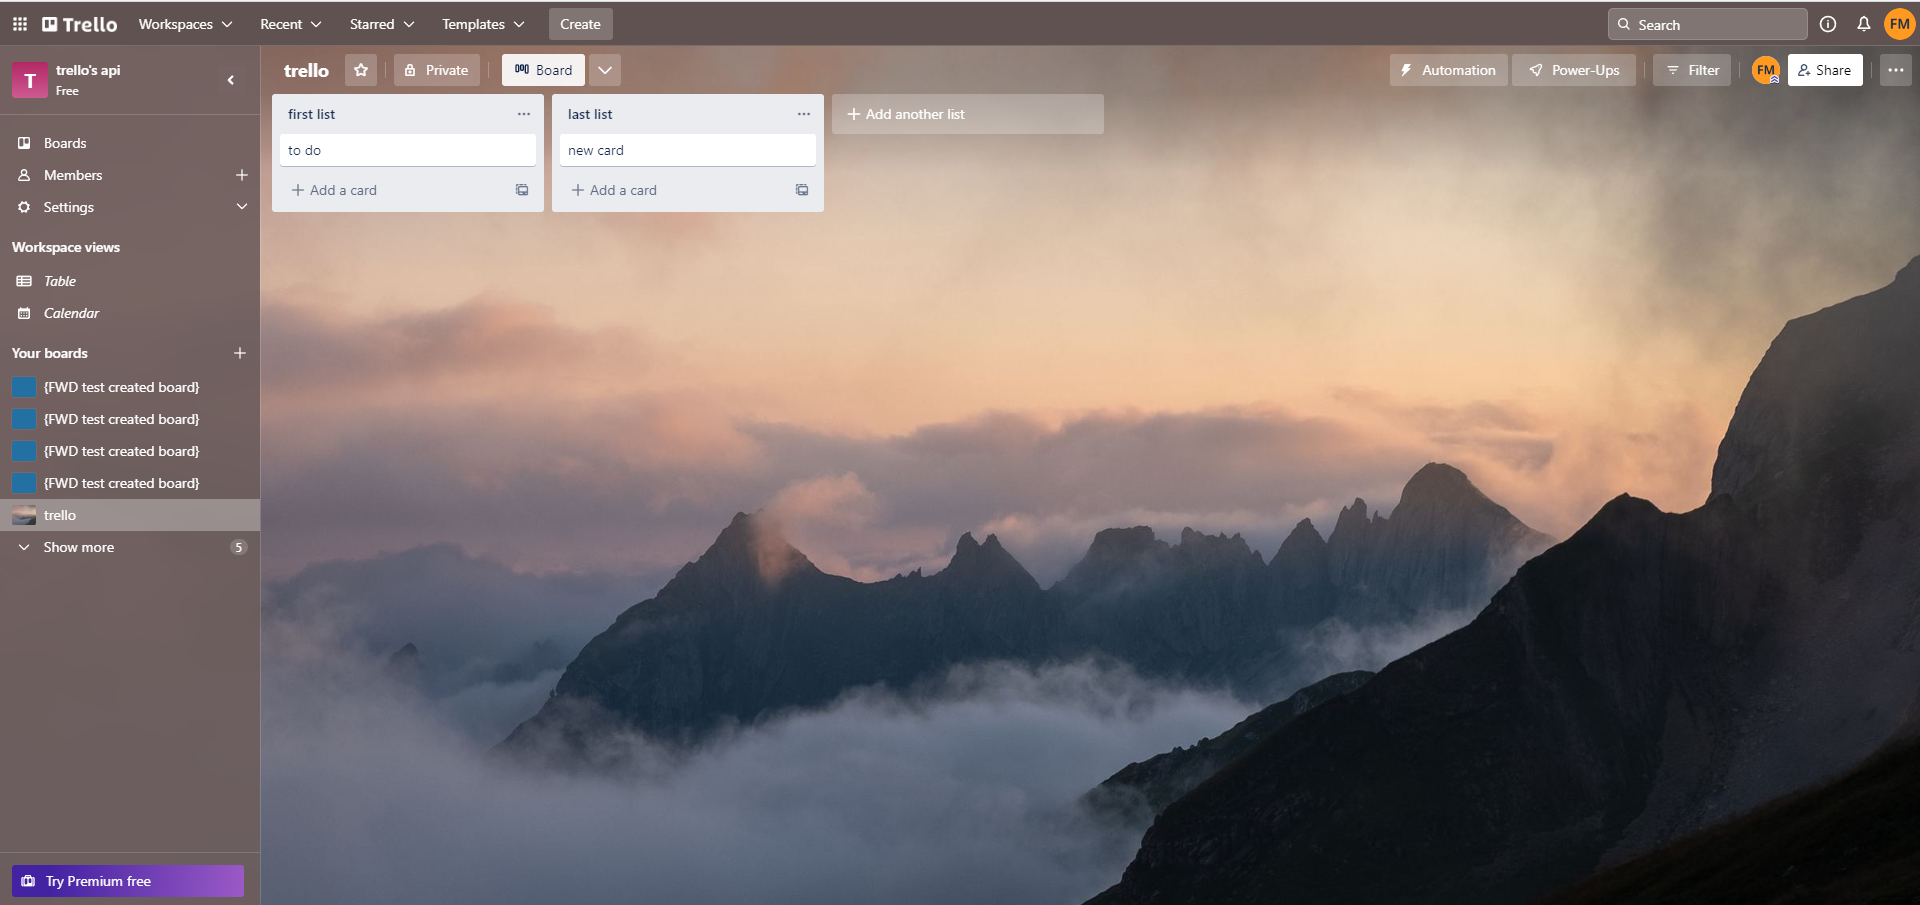 Trello Workspaces Recent Starred Templates Create Search FM
T trello's api
Free
trello Private Board Automation Power-Ups Filter FM Share
Boards
Members
Settings
Workspace views
Table
Calendar
Your boards
{FWD test created board}
{FWD test created board}
{FWD test created board}
{FWD test created board}
trello
Show more 5
Try Premium free
first list
to do
Add a card
last list
new card
Add a card
Add another list